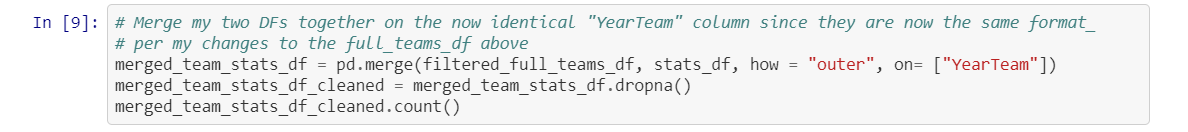 In [9]: # Merge my two DFs together on the now identical "YearTeam" column since they are now the same format_
# per my changes to the full_teams_df above
merged_team_stats_df = pd.merge(filtered_full_teams_df, stats_df, how = "outer", on= ["YearTeam"])
merged_team_stats_df_cleaned = merged_team_stats_df.dropna()
merged_team_stats_df_cleaned.count()